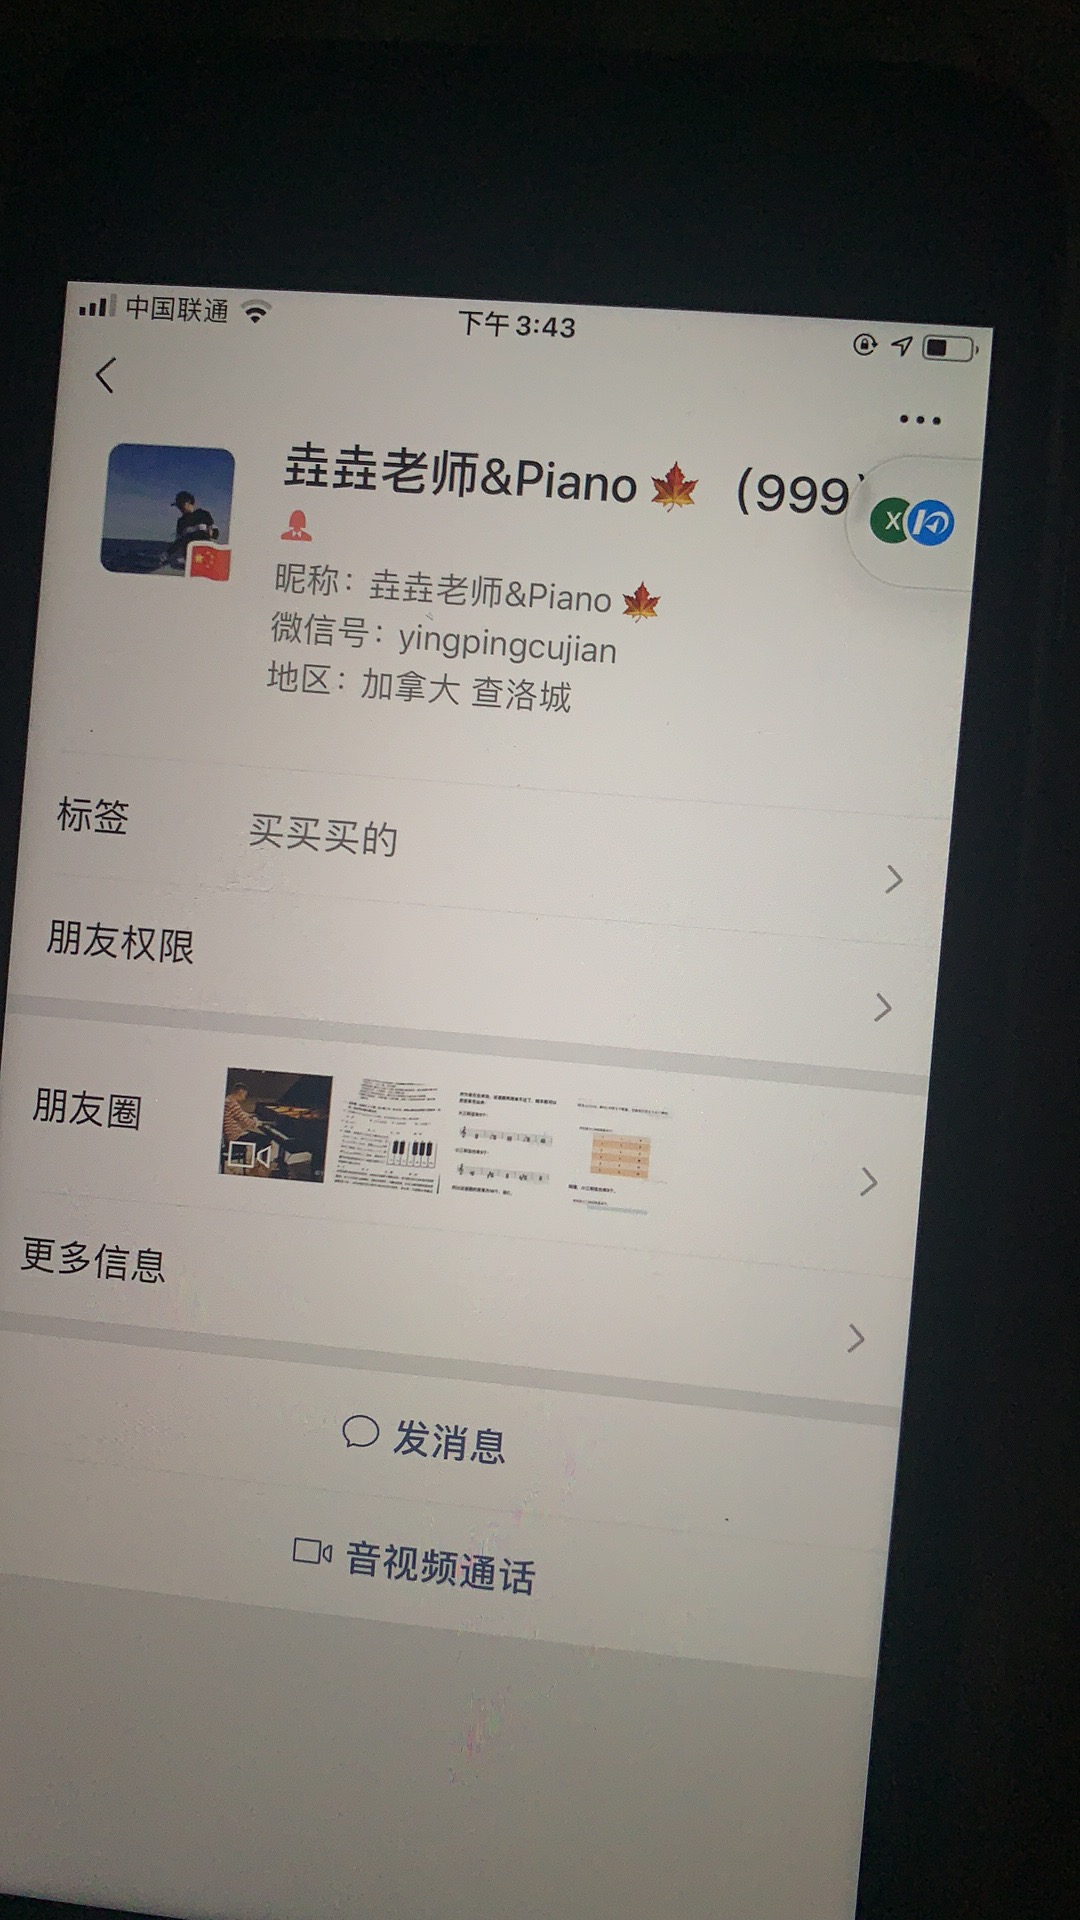 中国联通
下午3:43
垚垚老师&Piano🍁（999
X
昵称：垚垚老师&Piano🍁
微信号：yingpingcujian
地区：加拿大 查洛城
标签 买买买的
朋友权限
朋友圈
更多信息
发消息
音视频通话